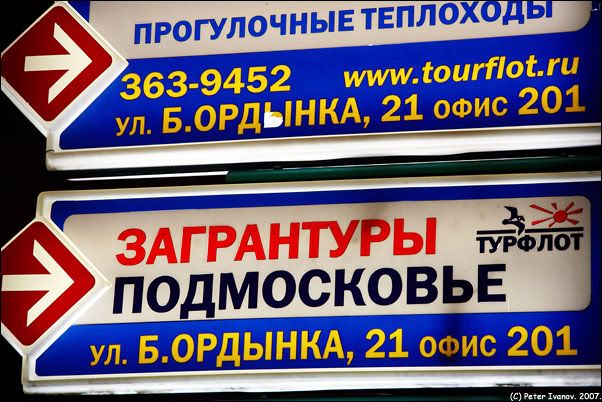 ПРОГУЛОЧНЫЕ ТЕПЛОХОДЫ
363-9452 www.tourflot.ru
ул. Б.ОРДЫНКА, 21 офис 201
ЗАГРАНТУРЫ
ТУРФЛОТ
ПОДМОСКОВЬЕ
ул. Б.ОРДЫНКА, 21 офис 201
(C) Peter Ivanov. 2007.